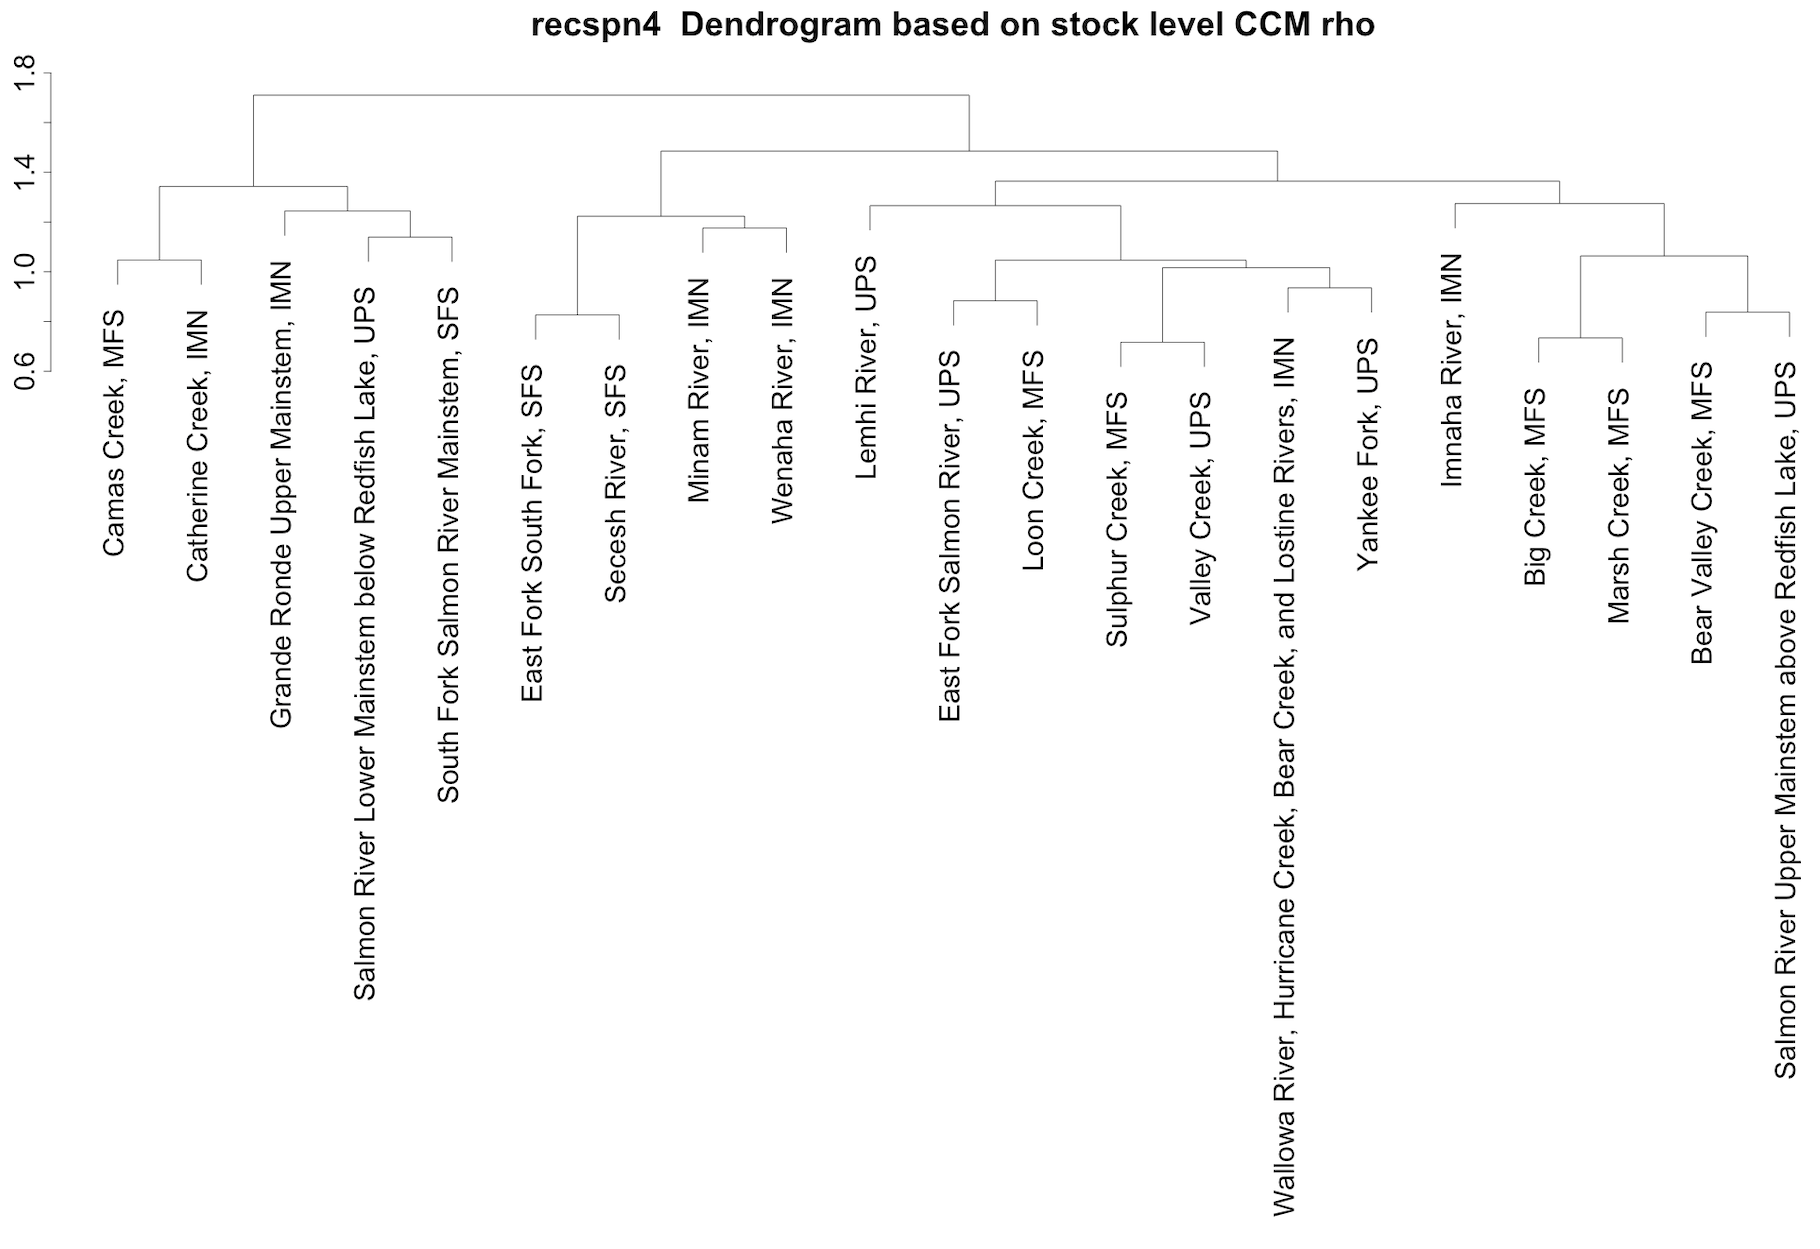 recspn4  Dendrogram based on stock level CCM rho
1.8
1.4
1.0
0.6
Camas Creek, MFS
Catherine Creek, IMN
Grande Ronde Upper Mainstem, IMN
Salmon River Lower Mainstem below Redfish Lake, UPS
South Fork Salmon River Mainstem, SFS
East Fork South Fork, SFS
Secesh River, SFS
Minam River, IMN
Wenaha River, IMN
Lemhi River, UPS
East Fork Salmon River, UPS
Loon Creek, MFS
Sulphur Creek, MFS
Valley Creek, UPS
Wallowa River, Hurricane Creek, Bear Creek, and Lostine Rivers, IMN
Yankee Fork, UPS
Imnaha River, IMN
Big Creek, MFS
Marsh Creek, MFS
Bear Valley Creek, MFS
Salmon River Upper Mainstem above Redfish Lake, UPS